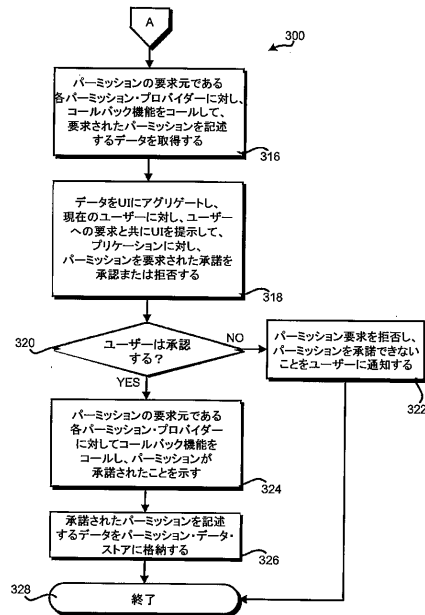 A
300
パーミッションの要求元である
各パーミッション・プロバイダーに対し、
コールバック機能をコールして、
要求されたパーミッションを記述
するデータを取得する
316
データをUIにアグリゲートし、
現在のユーザーに対し、ユーザー
への要求と共にUIを提示して、
プリケーションに対し、
パーミッションを要求された承諾を
承認または拒否する
318
320
ユーザーは承認
する?
NO
YES
パーミッション要求を拒否し、
パーミッションを承諾できない
ことをユーザーに通知する
322
パーミッションの要求元である
各パーミッション・プロバイダー
に対してコールバック機能を
コールし、パーミッションが
承諾されたことを示す
324
承諾されたパーミッションを記述
するデータをパーミッション・データ・
ストアに格納する
326
328
終了